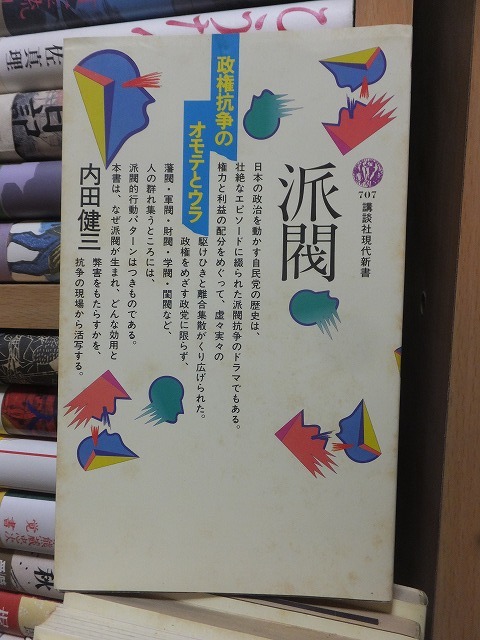 707
講談社現代新書
派閥
日本の政治を動かす自民党の歴史は、
壮絶なエピソードに綴られた派閥抗争のドラマでもある。
権力と利益の配分をめぐって、虚々実々の
駆けひきと離合集散がくり広げられた。
政権をめざす政党に限らず、
藩閥・軍閥・財閥・学閥・閨閥など、
人の群れ集うところには、
派閥的行動パターンはつきものである。
本書は、なぜ派閥が生まれ、どんな効用と
弊害をもたらすかを、
抗争の現場から活写する。
政権抗争の
オモテとウラ
内田健三
佐真理
覚書
秋